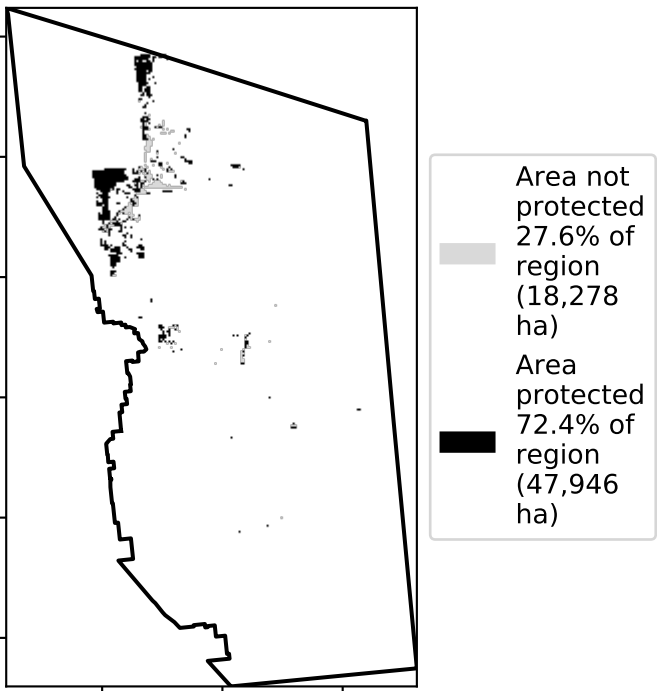 Area not
protected
27.6% of
region
(18,278
ha)
Area
protected
72.4% of
region
(47,946
ha)